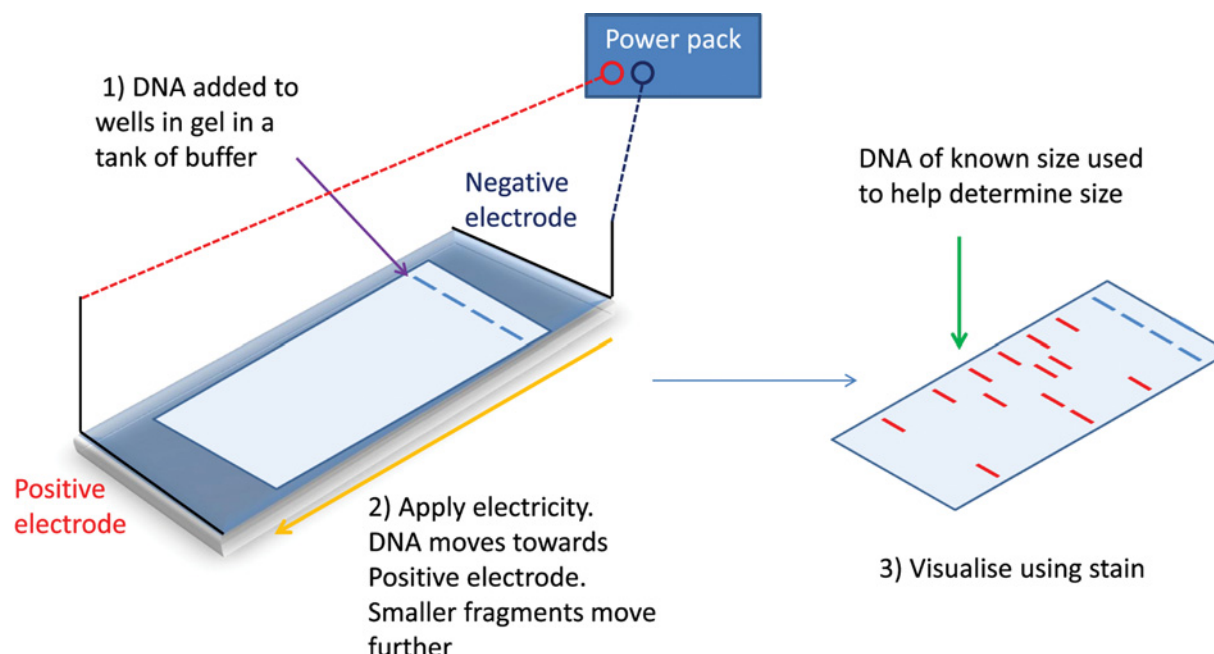 Power pack
1) DNA added to
wells in gel in a
tank of buffer
Negative
electrode
DNA of known size used
to help determine size
Positive
electrode
2) Apply electricity.
DNA moves towards
Positive electrode.
Smaller fragments move
further
3) Visualise using stain